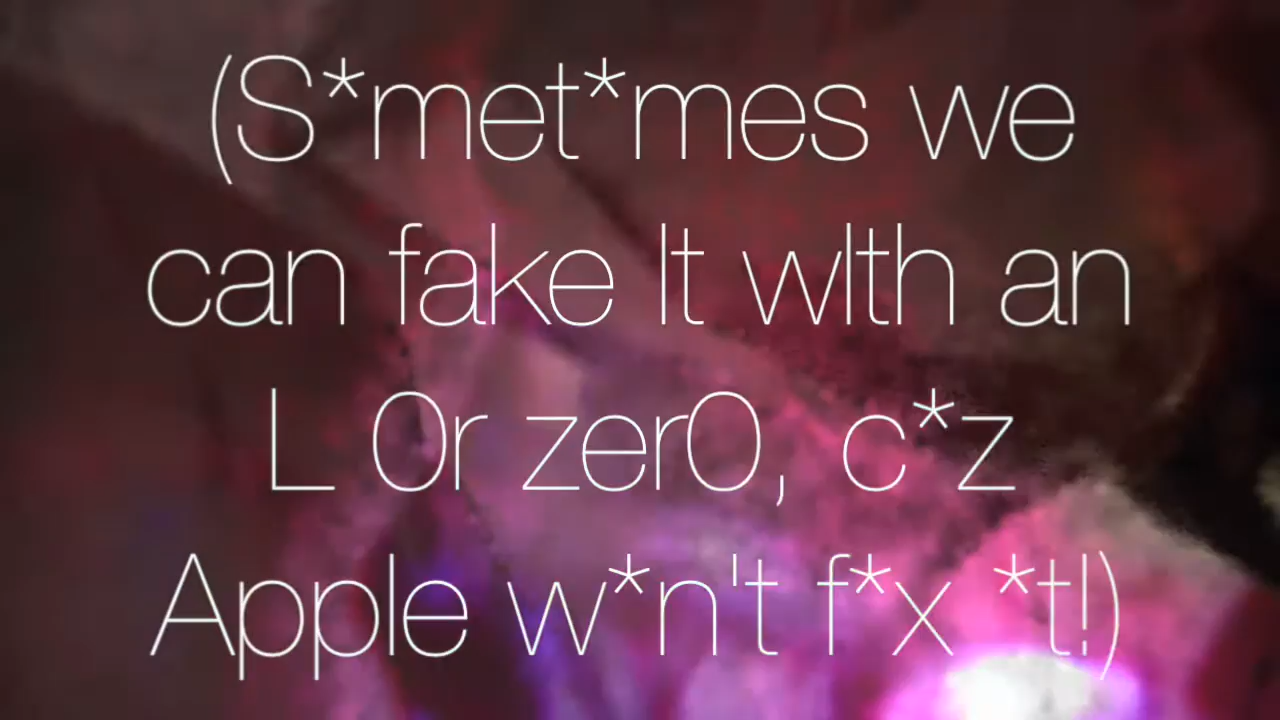 (S*met*mes we
can fake lt wlth an
L 0r zer0, c*z
Apple w*n't f*x *t!)